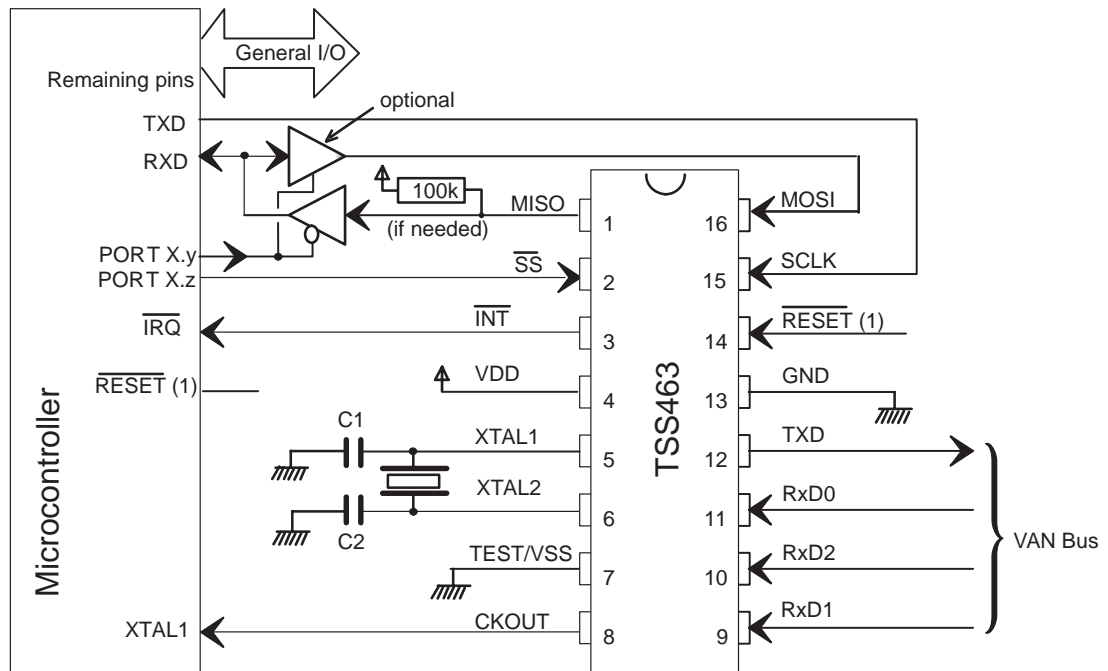 General I/O
Remaining pins
optional
TXD
RXD
100k
MISO
(if needed)
PORT X.y
PORT X.z
SS
IRQ
INT
RESET (1)
VDD
C1
XTAL1
XTAL2
C2
TEST/VSS
XTAL1
CKOUT
Microcontroller
TSS463
1
2
3
4
5
6
7
8
16
15
14
13
12
11
10
9
MOSI
SCLK
RESET (1)
GND
TXD
RxD0
RxD2
RxD1
VAN Bus